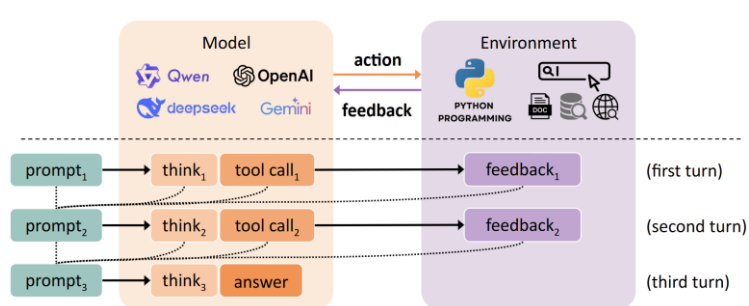 Model
Environment
Qwen
OpenAI
deepseek
Gemini
action
feedback
PYTHON
PROGRAMMING
DOC
prompt₁
think₁
tool call₁
feedback₁
(first turn)
prompt₂
think₂
tool call₂
feedback₂
(second turn)
prompt₃
think₃
answer
(third turn)